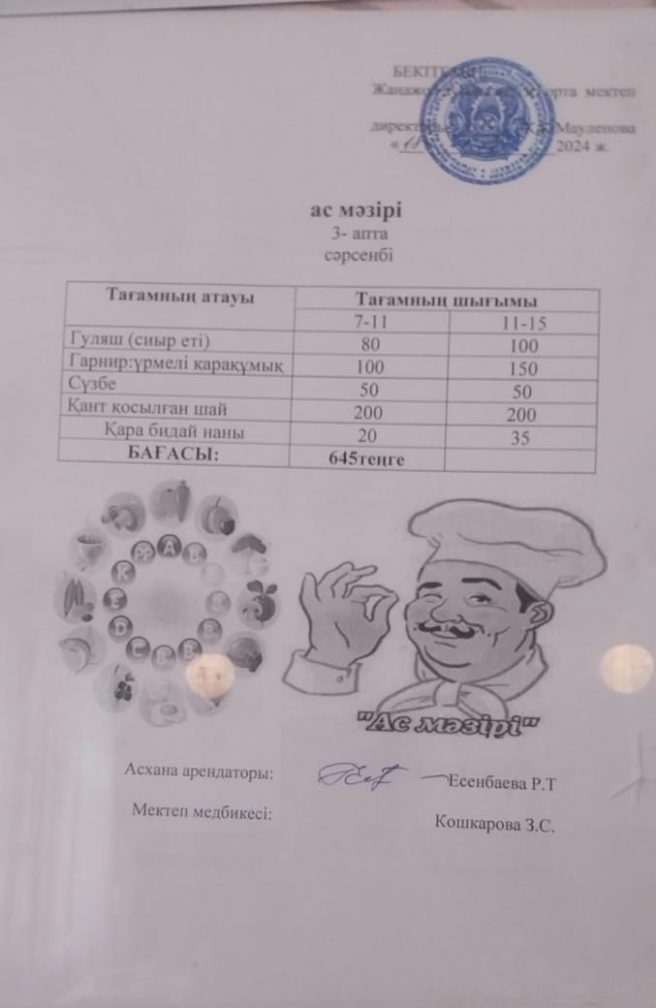 БЕКІТЕМІН
орта мектеп
Мауленова
« 2024 ж.
ас мәзірі
3- апта
сәрсенбі
Тағамның атауы Тағамның шығымы
7-11 11-15
Гуляш (сиыр еті) 80 100
Гарнир:үрмелі қарақұмық 100 150
Сүзбе 50 50
Қант қосылған шай 200 200
Қара бидай наны 20 35
БАҒАСЫ: 645теңге
PP A B
K
E
D
C B B
"Ас мәзірі"
Асхана арендаторы: Есенбаева Р.Т
Мектеп медбикесі: Кошкарова З.С.